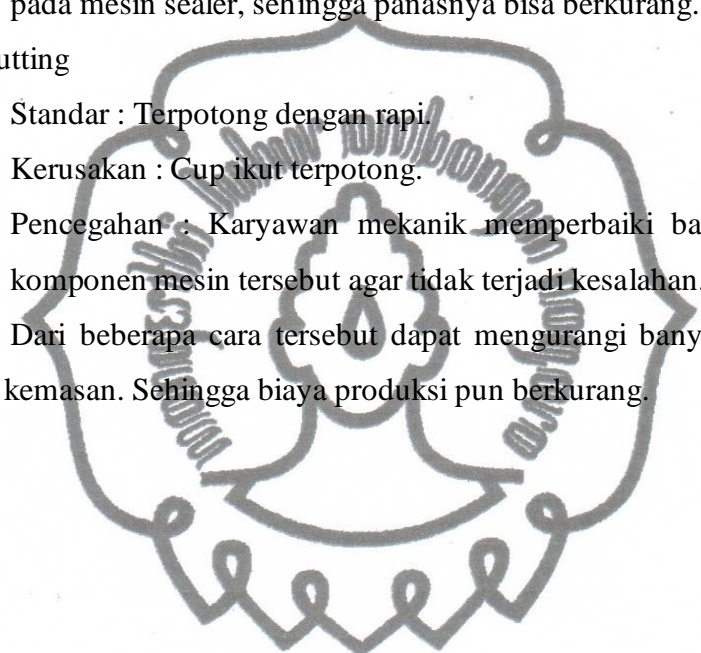 pada mesin sealer, sehingga panasnya bisa berkurang.
utting
Standar : Terpotong dengan rapi.
Kerusakan : Cup ikut terpotong.
Pencegahan : Karyawan mekanik memperbaiki ba
komponen mesin tersebut agar tidak terjadi kesalahan.
Dari beberapa cara tersebut dapat mengurangi bany
kemasan. Sehingga biaya produksi pun berkurang.